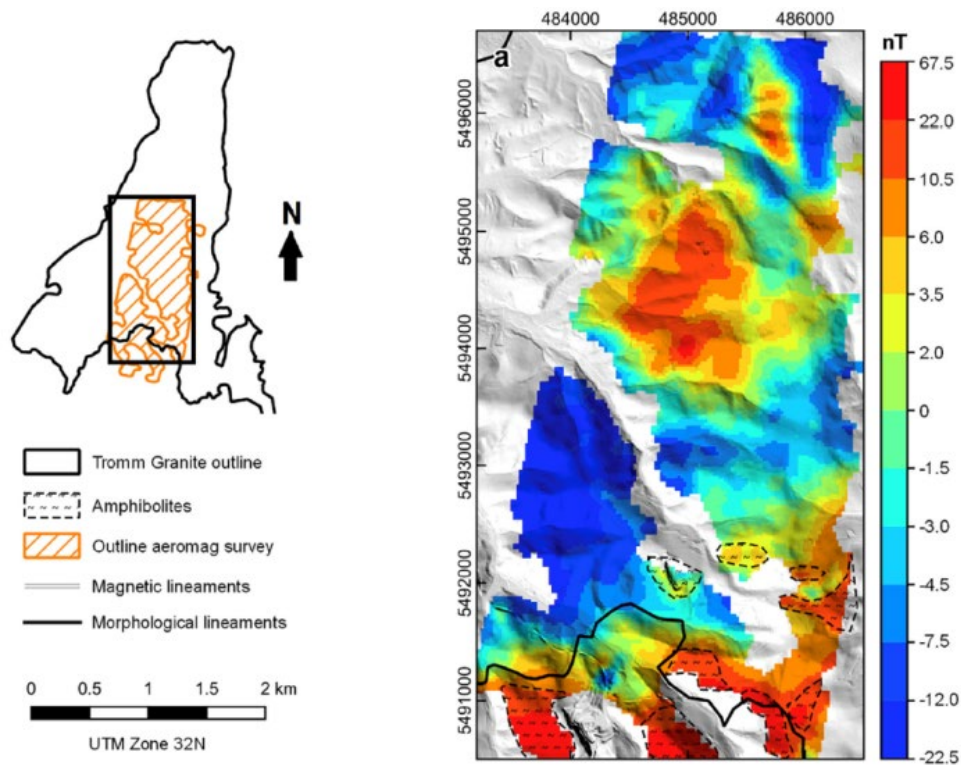 484000 485000 486000
a
nT
67.5
22.0
10.5
6.0
3.5
2.0
0
-1.5
-3.0
-4.5
-7.5
-12.0
-22.5
5496000
5495000
5494000
5493000
5492000
5491000
N
Tromm Granite outline
Amphibolites
Outline aeromag survey
Magnetic lineaments
Morphological lineaments
0 0.5 1 1.5 2 km
UTM Zone 32N